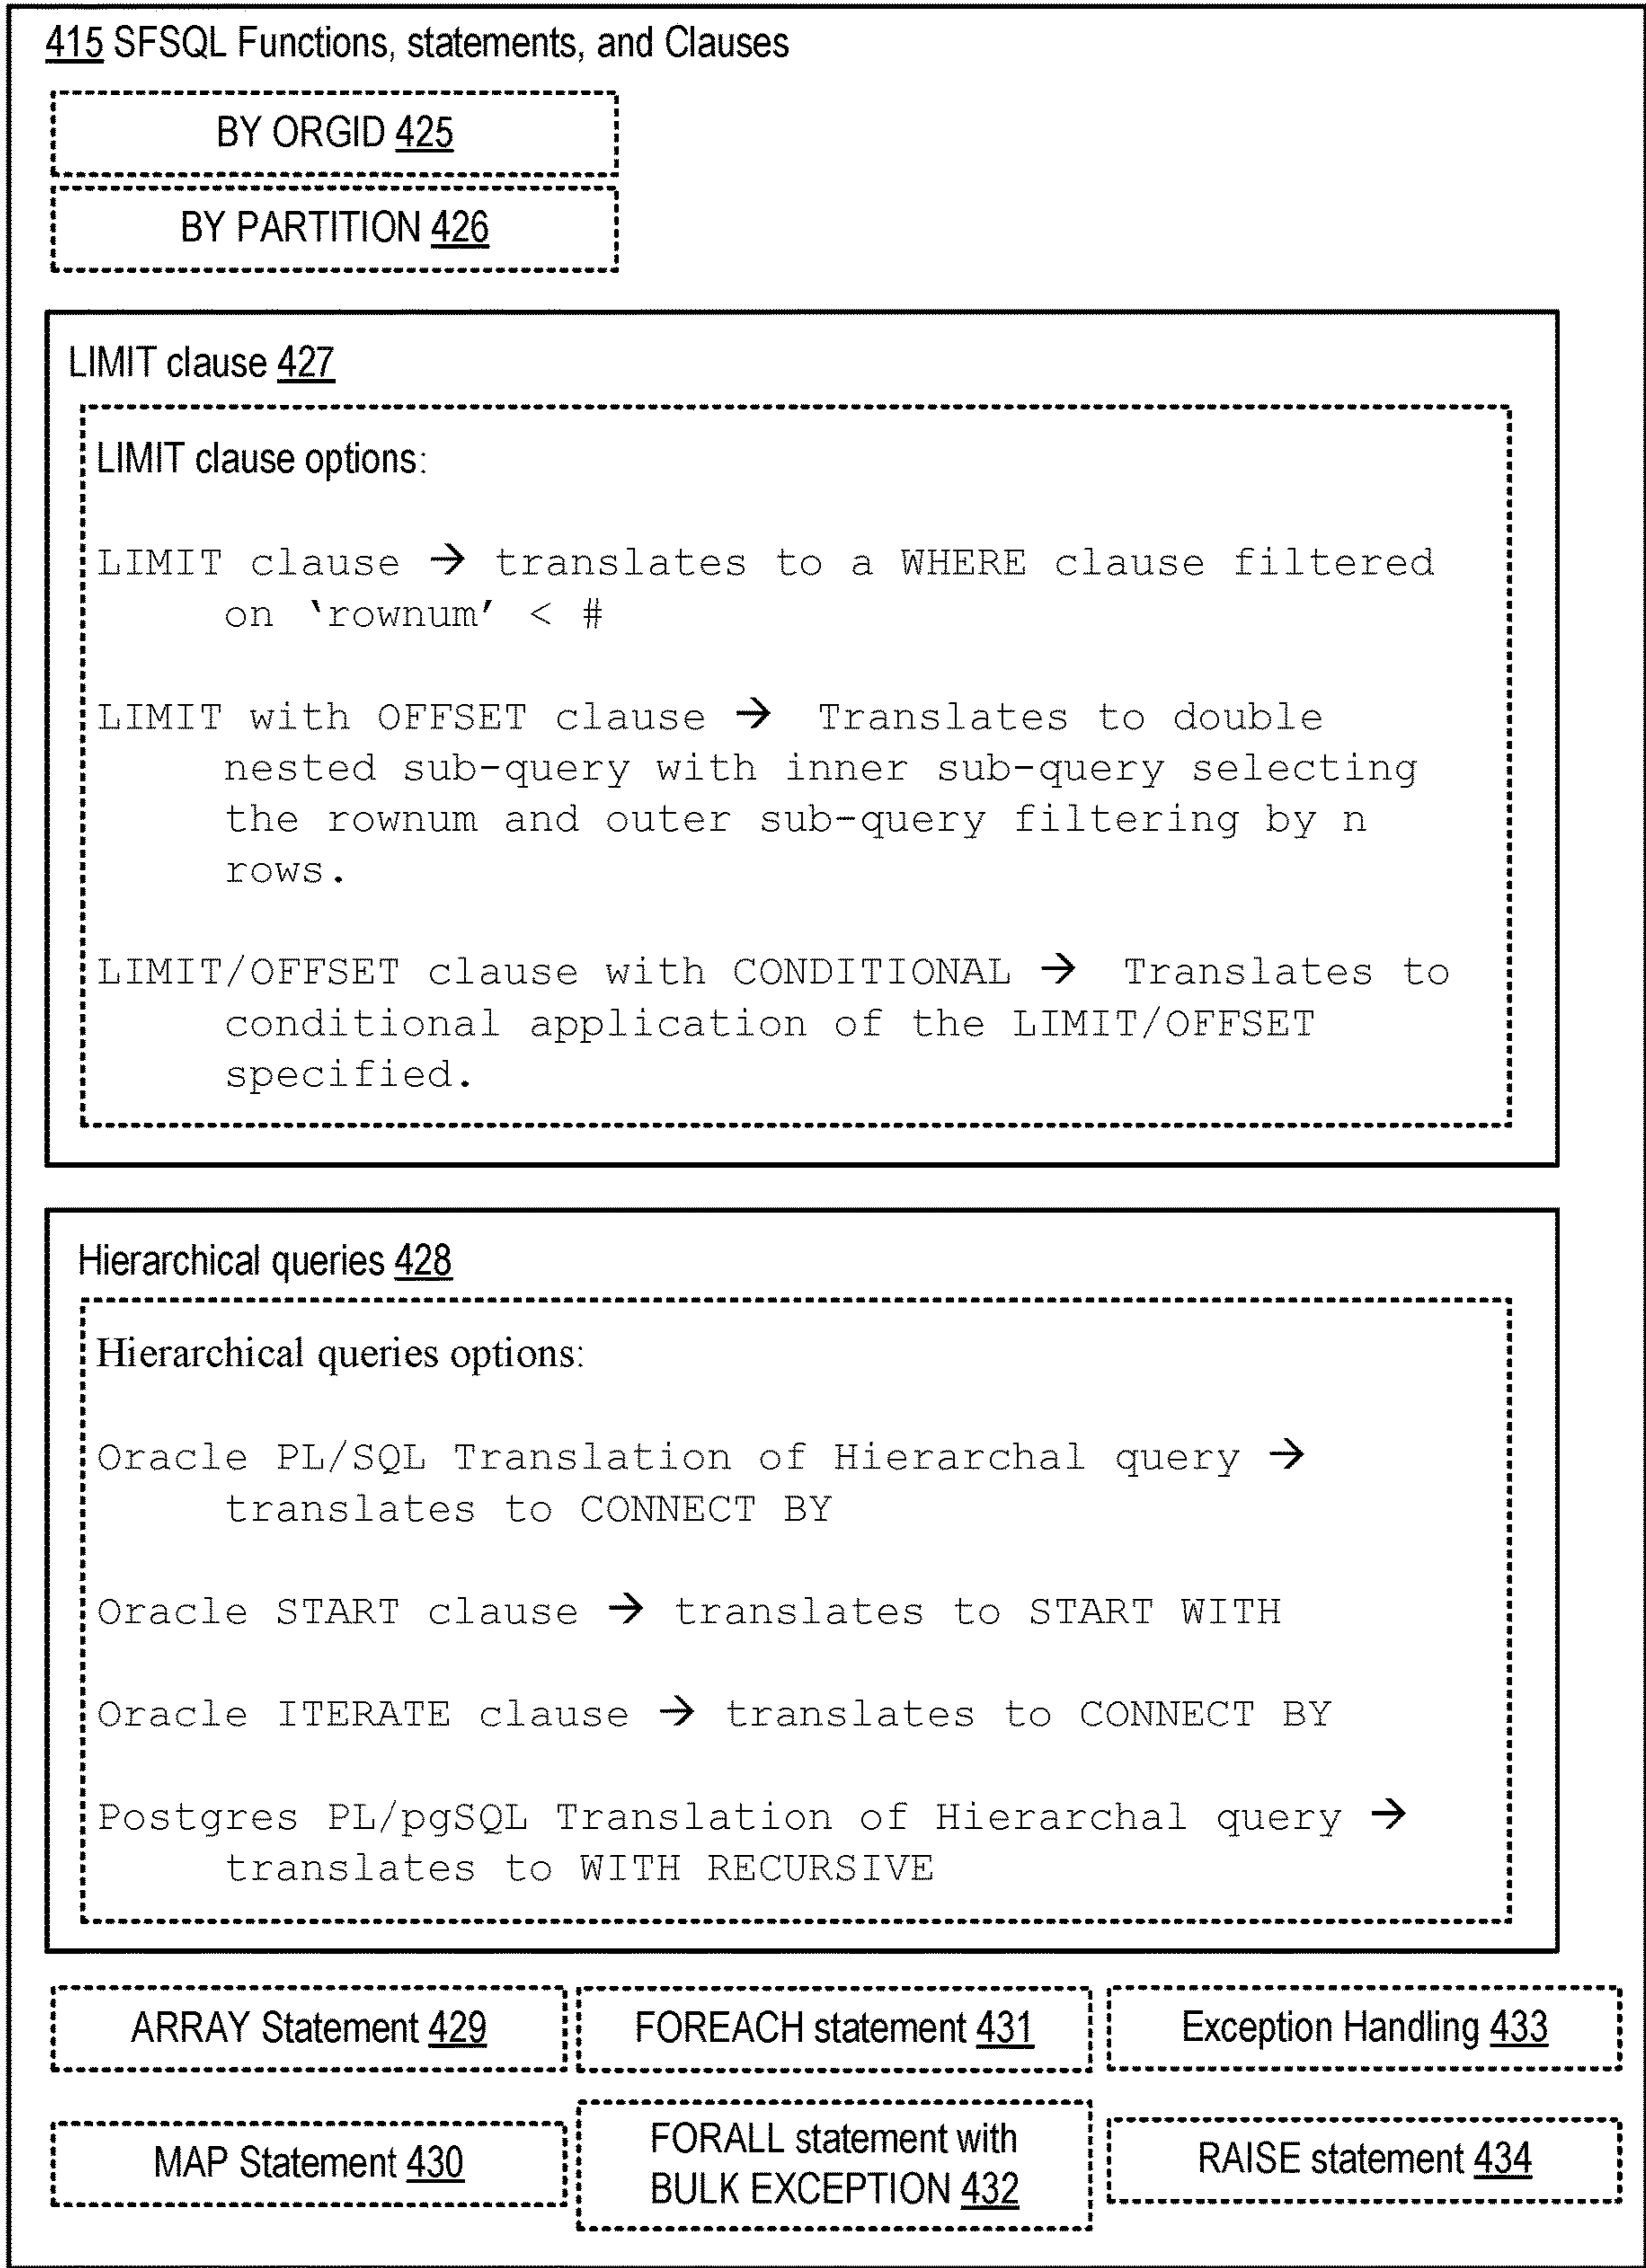 415 SFSQL Functions, statements, and Clauses
BY ORGID 425
BY PARTITION 426
LIMIT clause 427
LIMIT clause options:
LIMIT clause → translates to a WHERE clause filtered
on ‘rownum’ < #
LIMIT with OFFSET clause → Translates to double
nested sub-query with inner sub-query selecting
the rownum and outer sub-query filtering by n
rows.
LIMIT/OFFSET clause with CONDITIONAL → Translates to
conditional application of the LIMIT/OFFSET
specified.
Hierarchical queries 428
Hierarchical queries options:
Oracle PL/SQL Translation of Hierarchal query →
translates to CONNECT BY
Oracle START clause → translates to START WITH
Oracle ITERATE clause → translates to CONNECT BY
Postgres PL/pgSQL Translation of Hierarchal query →
translates to WITH RECURSIVE
ARRAY Statement 429
FOREACH statement 431
Exception Handling 433
MAP Statement 430
FORALL statement with
BULK EXCEPTION 432
RAISE statement 434